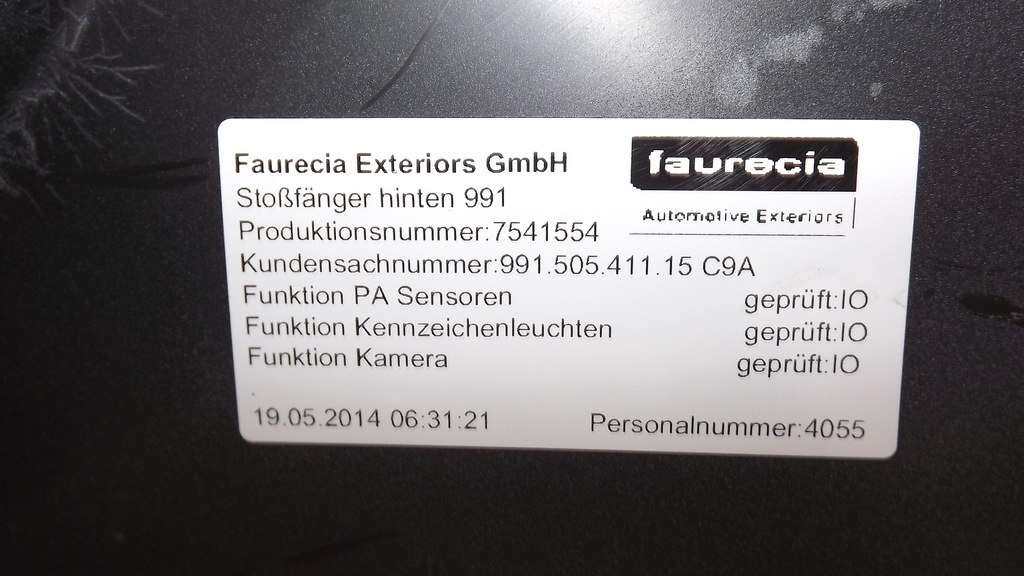 Faurecia Exteriors GmbH
faurecia
Automotive Exteriors
Stoßfänger hinten 991
Produktionsnummer:7541554
Kundensachnummer:991.505.411.15 C9A
Funktion PA Sensoren geprüft:IO
Funktion Kennzeichenleuchten geprüft:IO
Funktion Kamera geprüft:IO
19.05.2014 06:31:21 Personalnummer:4055